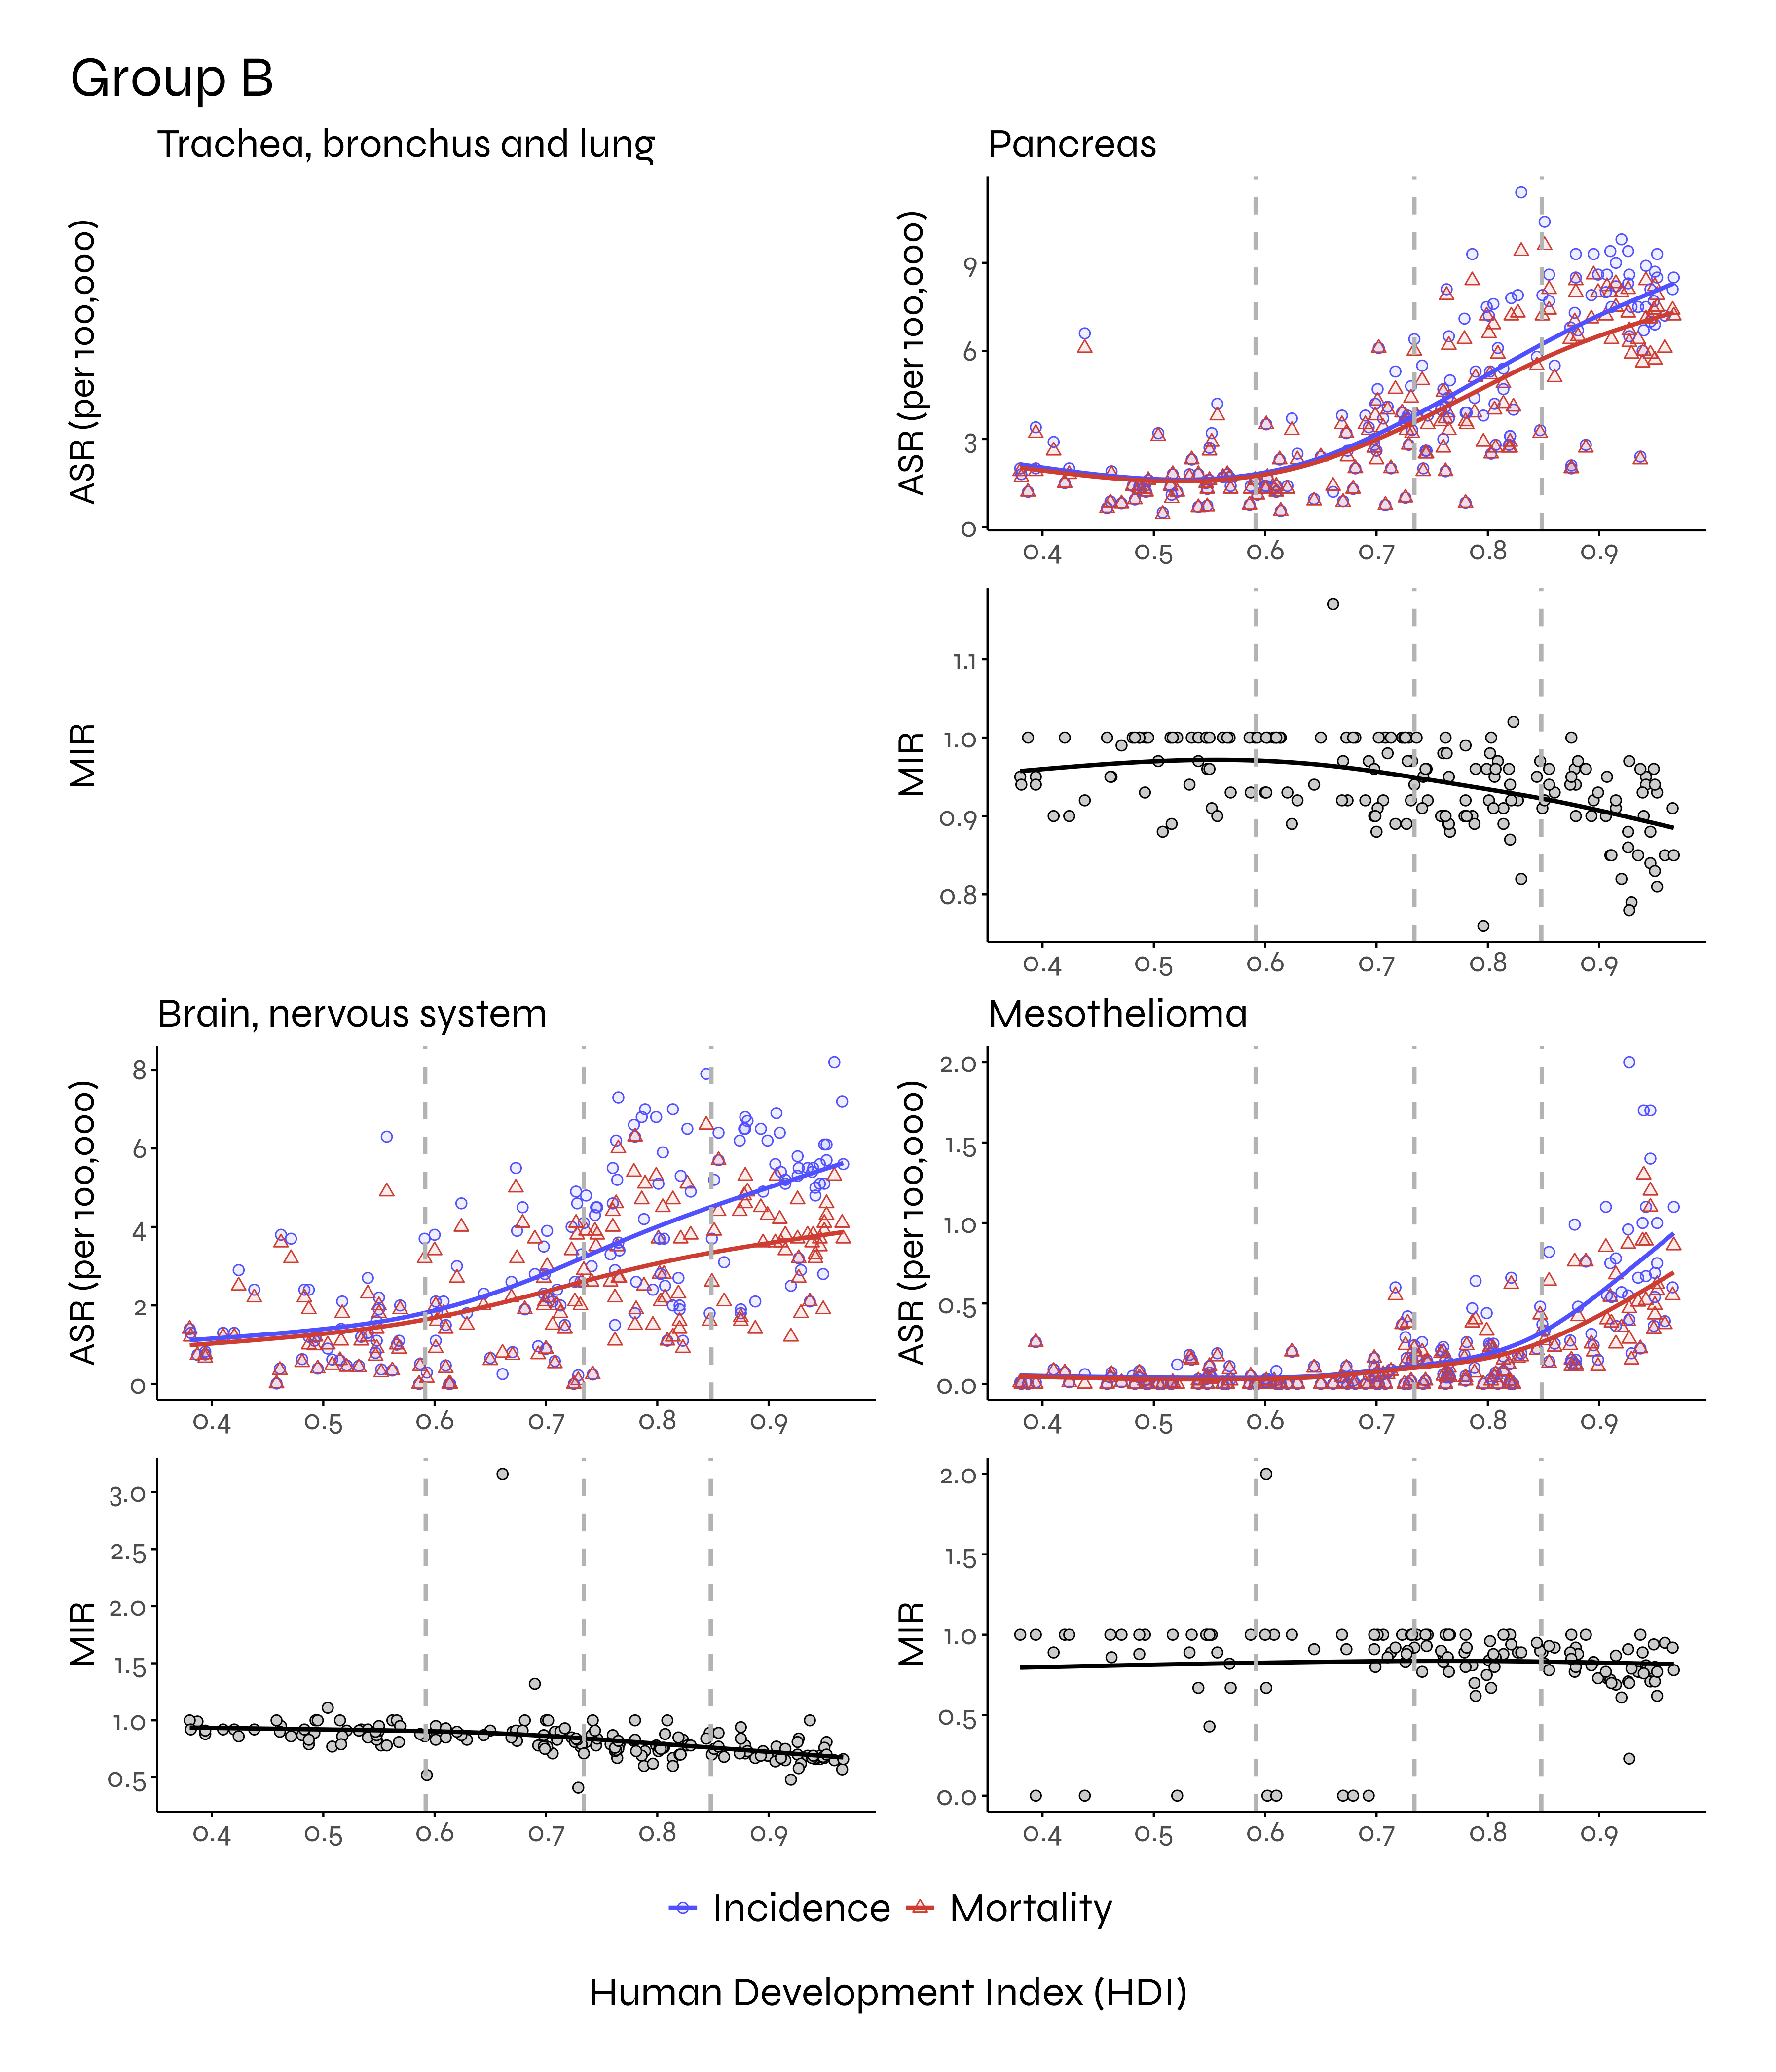 Group B
Trachea, bronchus and lung
ASR (per 100,000)
MIR
Pancreas
ASR (per 100,000)
9
6
3
0
0.4 0.5 0.6 0.7 0.8 0.9
MIR
1.1
1.0
0.9
0.8
0.4 0.5 0.6 0.7 0.8 0.9
Brain, nervous system
ASR (per 100,000)
8
6
4
2
0
0.4 0.5 0.6 0.7 0.8 0.9
MIR
3.0
2.5
2.0
1.5
1.0
0.5
0.4 0.5 0.6 0.7 0.8 0.9
Mesothelioma
ASR (per 100,000)
2.0
1.5
1.0
0.5
0.0
0.4 0.5 0.6 0.7 0.8 0.9
MIR
2.0
1.5
1.0
0.5
0.0
0.4 0.5 0.6 0.7 0.8 0.9
Incidence Mortality
Human Development Index (HDI)